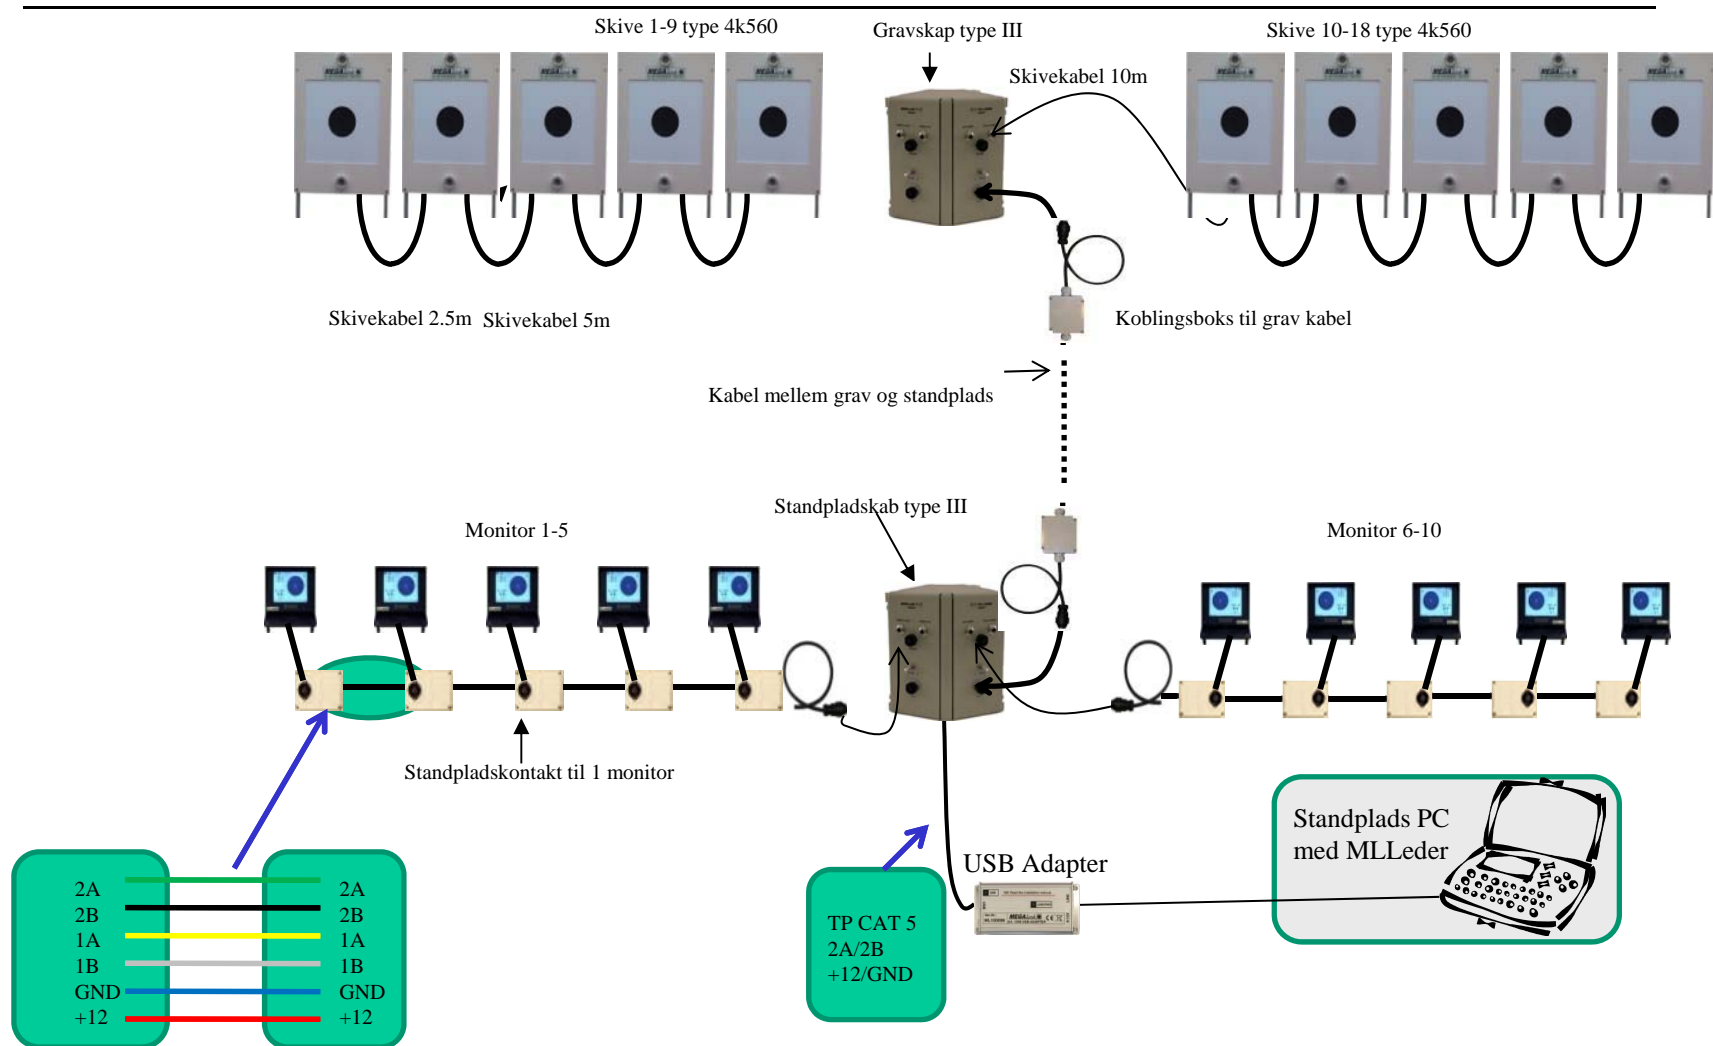 Skive 1-9 type 4k560
Gravskap type III
Skive 10-18 type 4k560
Skivekabel 10m
Skivekabel 2.5m
Skivekabel 5m
Koblingsboks til grav kabel
Kabel mellem grav og standplads
Standpladskab type III
Monitor 1-5
Monitor 6-10
Standpladskontakt til 1 monitor
Standplads PC
med MLLeder
USB Adapter
MEGAlink
TP CAT 5
2A/2B
+12/GND
2A
2B
1A
1B
GND
+12
2A
2B
1A
1B
GND
+12